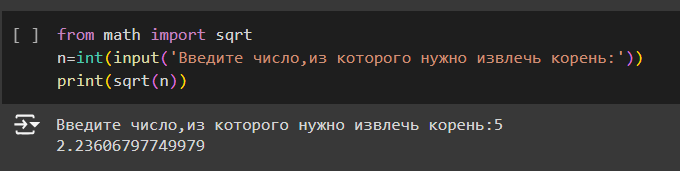 [ ] from math import sqrt
n=int(input('Введите число,из которого нужно извлечь корень:'))
print(sqrt(n))
Введите число,из которого нужно извлечь корень:5
2.23606797749979